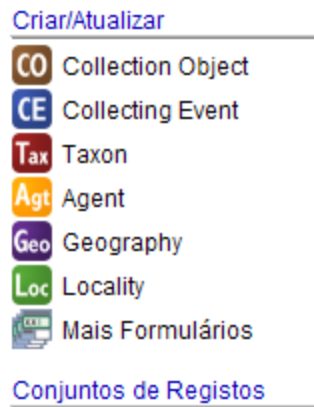 Criar/Atualizar
CO Collection Object
CE Collecting Event
Tax Taxon
Agt Agent
Geo Geography
Loc Locality
Mais Formulários
Conjuntos de Registos